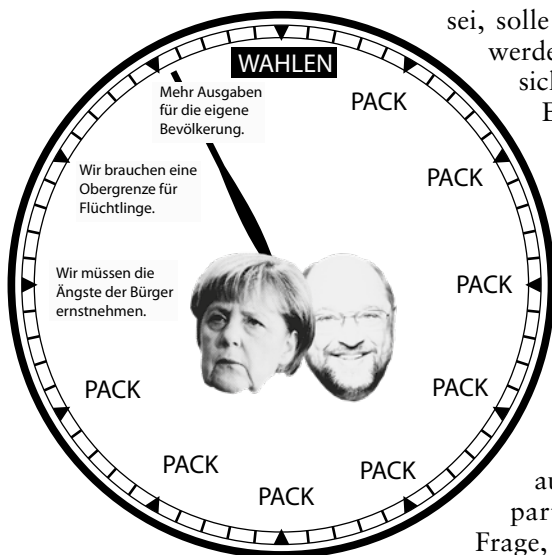 WAHLEN
Mehr Ausgaben
für die eigene
Bevölkerung.
PACK
Wir brauchen eine
Obergrenze für
Flüchtlinge.
PACK
Wir müssen die
Ängste der Bürger
ernstnehmen.
PACK
PACK
PACK
PACK
PACK
PACK
sei, solle
werde
sich
E
au
part
Frage,